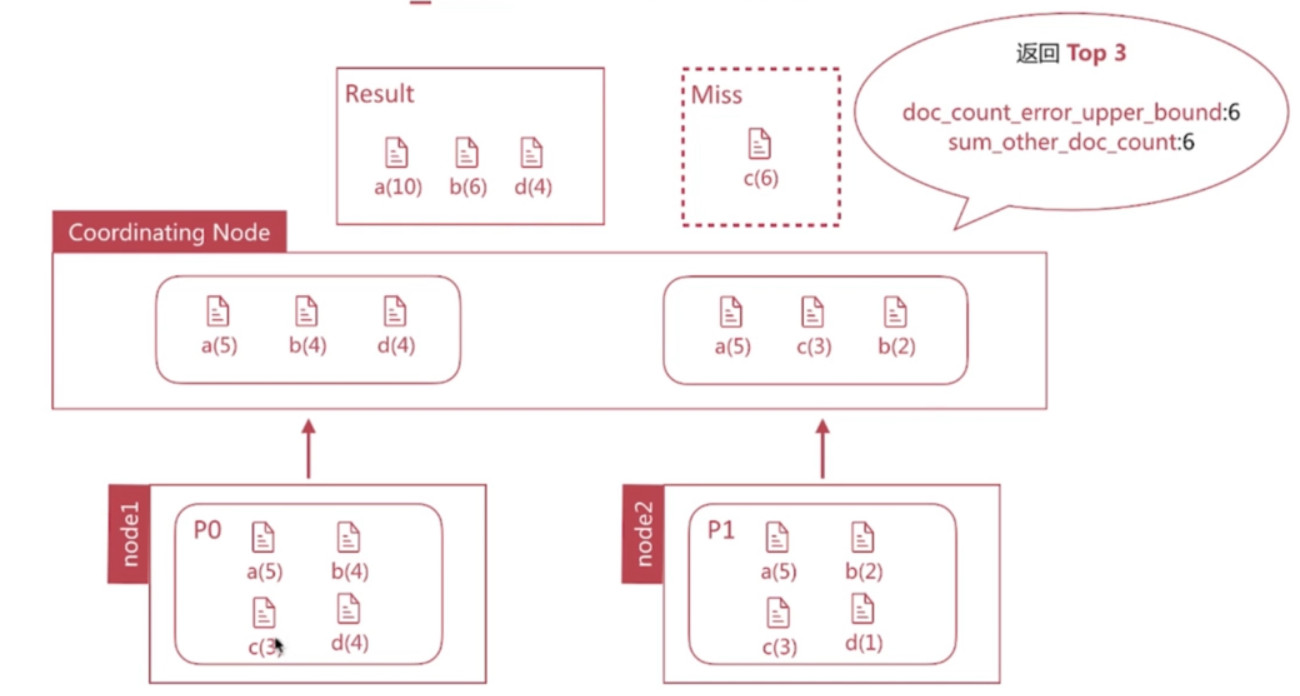 返回 Top 3
doc_count_error_upper_bound:6
sum_other_doc_count:6
Result
a(10) b(6) d(4)
Miss
c(6)
Coordinating Node
a(5) b(4) d(4)
a(5) c(3) b(2)
node1
P0
a(5) b(4)
c(3) d(4)
node2
P1
a(5) b(2)
c(3) d(1)